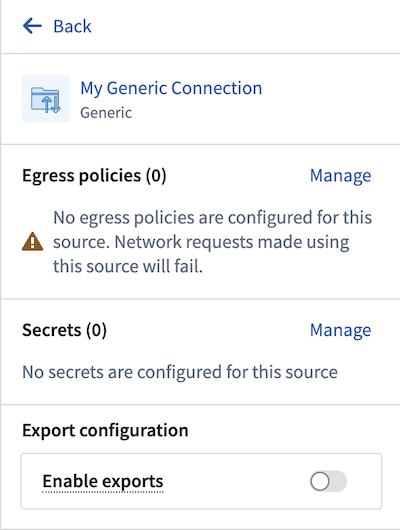 Back
My Generic Connection
Generic
Egress policies (0)
Manage
No egress policies are configured for this
source. Network requests made using
this source will fail.
Secrets (0)
Manage
No secrets are configured for this source
Export configuration
Enable exports